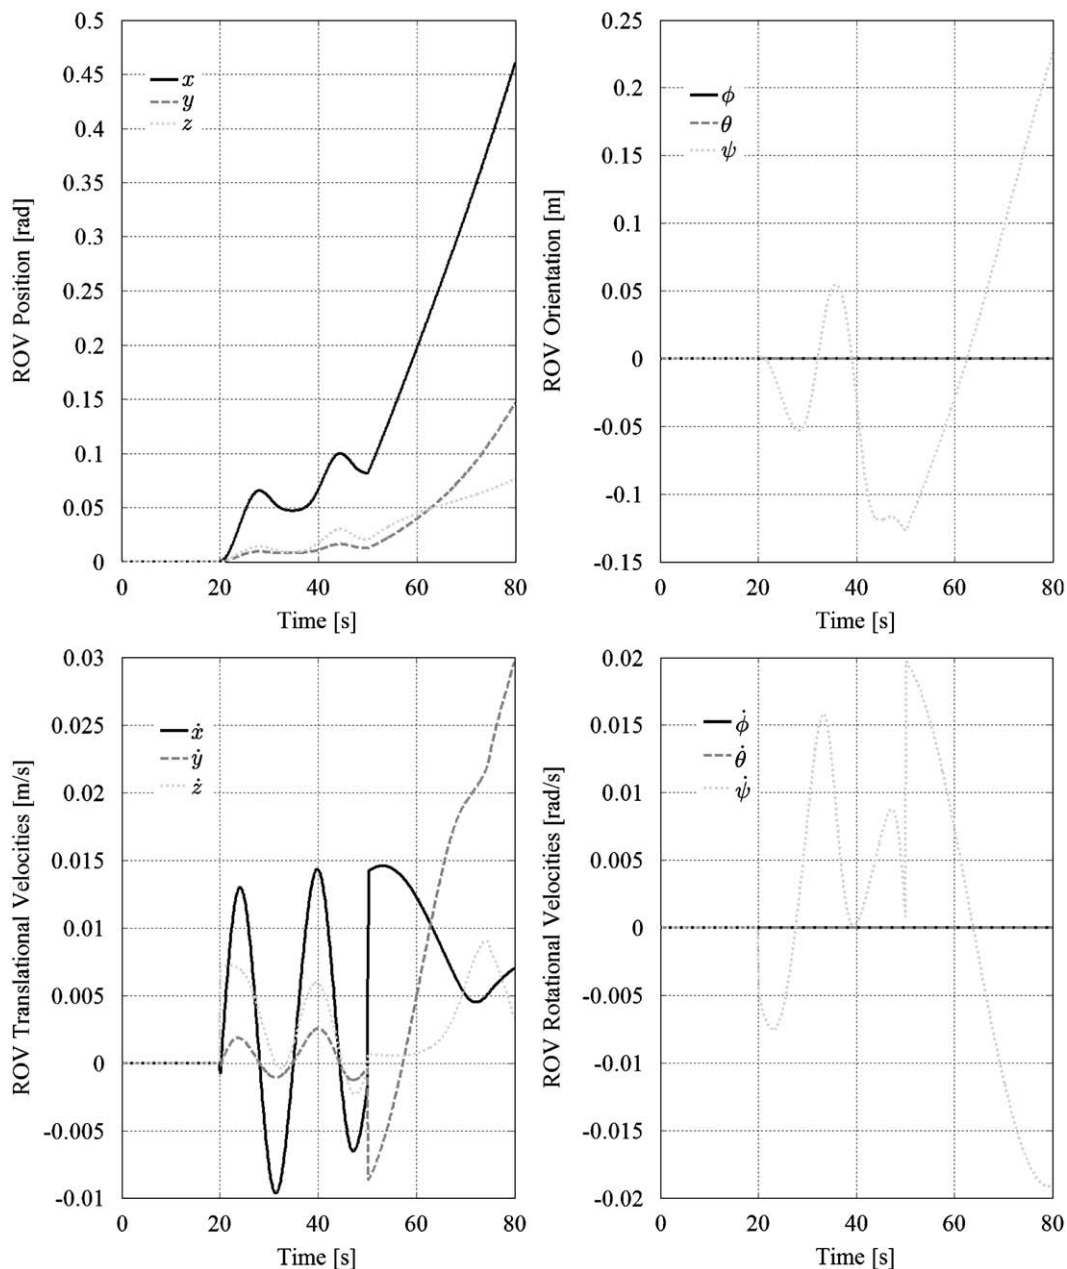 0.5
0.45
0.4
0.35
0.3
0.25
0.2
0.15
0.1
0.05
0
x
y
z
ROV Position [rad]
0 20 40 60 80
Time [s]
0.25
0.2
0.15
0.1
0.05
0
-0.05
-0.1
-0.15
ϕ
θ
ψ
ROV Orientation [m]
0 20 40 60 80
Time [s]
0.03
0.025
0.02
0.015
0.01
0.005
0
-0.005
-0.01
ẋ
ẏ
ż
ROV Translational Velocities [m/s]
0 20 40 60 80
Time [s]
0.02
0.015
0.01
0.005
0
-0.005
-0.01
-0.015
-0.02
ϕ̇
θ̇
ψ̇
ROV Rotational Velocities [rad/s]
0 20 40 60 80
Time [s]